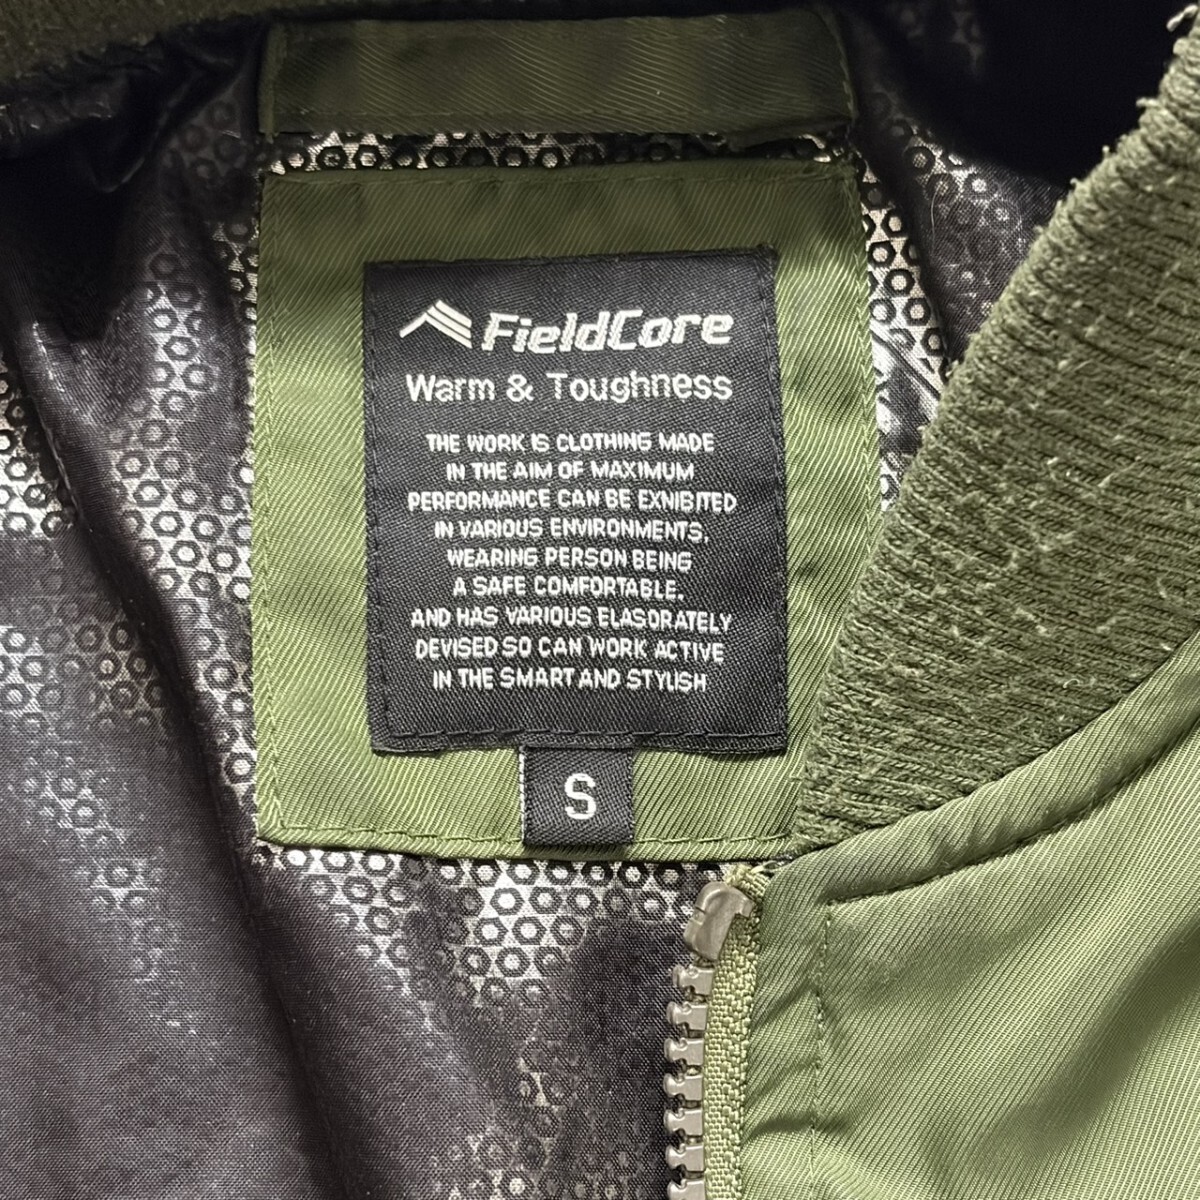 FieldCore
Warm & Toughness
THE WORK IS CLOTHING MADE
IN THE AIM OF MAXIMUM
PERFORMANCE CAN BE EXNIBITED
IN VARIOUS ENVIRONMENTS,
WEARING PERSON BEING
A SAFE COMFORTABLE.
AND HAS VARIOUS ELASORATELY
DEVISED SO CAN WORK ACTIVE
IN THE SMART AND STYLISH
S